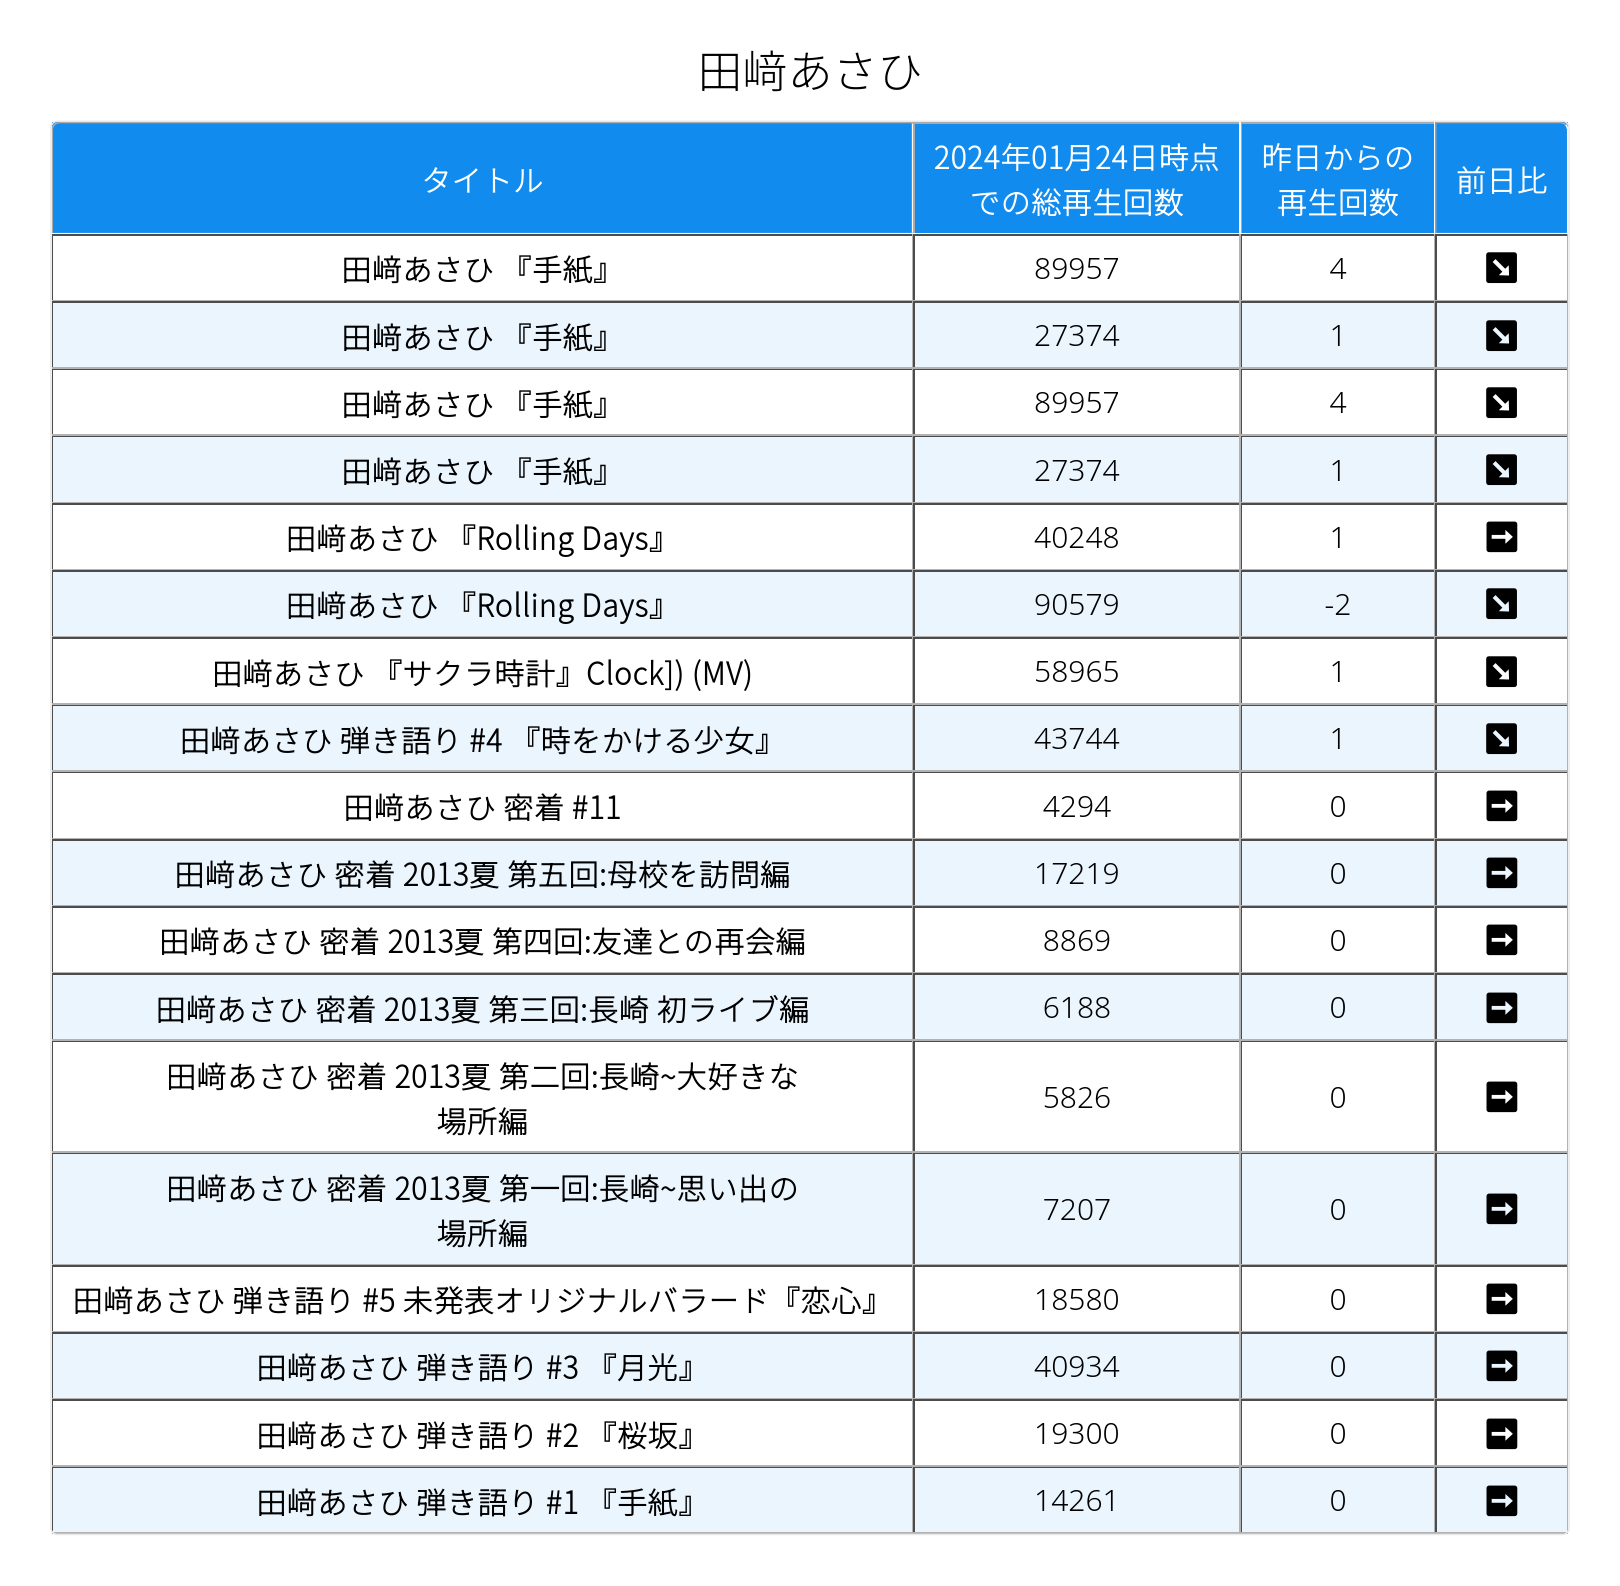 田﨑あさひ
タイトル
2024年01月24日時点
での総再生回数
昨日からの
再生回数
前日比
田﨑あさひ 『手紙』 89957 4 ↘
田﨑あさひ 『手紙』 27374 1 ↘
田﨑あさひ 『手紙』 89957 4 ↘
田﨑あさひ 『手紙』 27374 1 ↘
田﨑あさひ 『Rolling Days』 40248 1 ➡
田﨑あさひ 『Rolling Days』 90579 -2 ↘
田﨑あさひ 『サクラ時計』Clock]) (MV) 58965 1 ↘
田﨑あさひ 弾き語り #4 『時をかける少女』 43744 1 ↘
田﨑あさひ 密着 #11 4294 0 ➡
田﨑あさひ 密着 2013夏 第五回:母校を訪問編 17219 0 ➡
田﨑あさひ 密着 2013夏 第四回:友達との再会編 8869 0 ➡
田﨑あさひ 密着 2013夏 第三回:長崎 初ライブ編 6188 0 ➡
田﨑あさひ 密着 2013夏 第二回:長崎~大好きな
場所編 5826 0 ➡
田﨑あさひ 密着 2013夏 第一回:長崎~思い出の
場所編 7207 0 ➡
田﨑あさひ 弾き語り #5 未発表オリジナルバラード『恋心』 18580 0 ➡
田﨑あさひ 弾き語り #3 『月光』 40934 0 ➡
田﨑あさひ 弾き語り #2 『桜坂』 19300 0 ➡
田﨑あさひ 弾き語り #1 『手紙』 14261 0 ➡